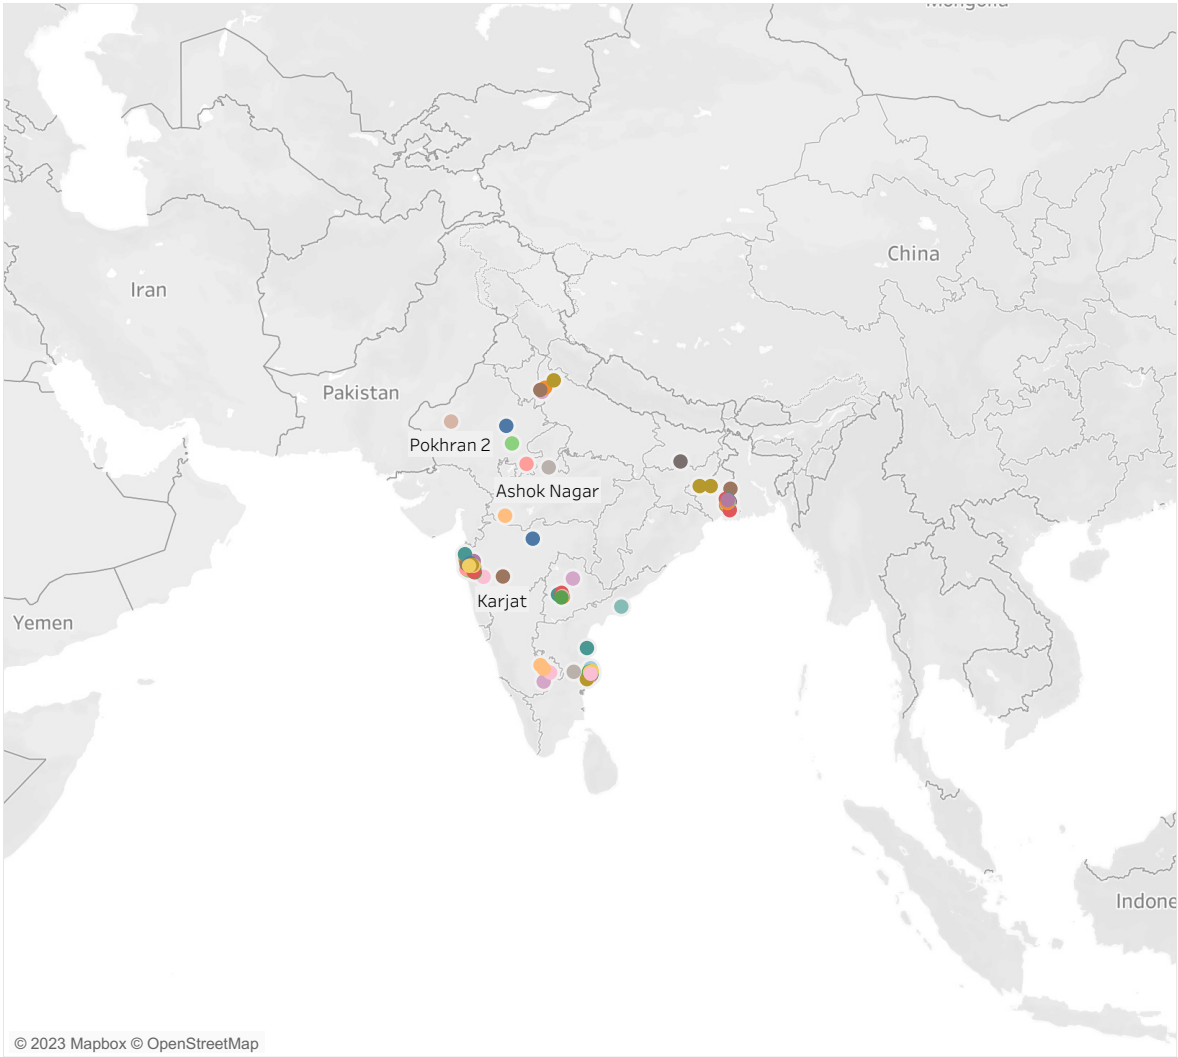 Mongolia
China
Iran
Pakistan
Pokhran 2
Ashok Nagar
Karjat
Yemen
Indone
© 2023 Mapbox © OpenStreetMap